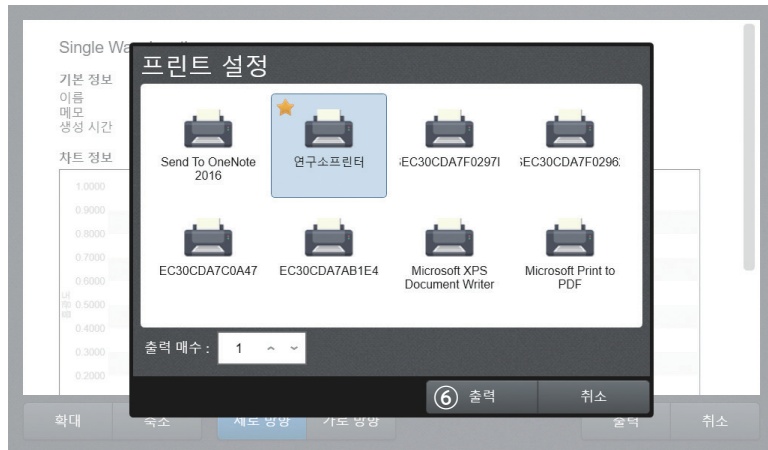 Single Wa
프린트 설정
기본 정보
이름
메모
생성 시간
차트 정보
1.0000
0.9000
0.8000
0.7000
0.6000
0.5000
0.4000
0.3000
0.2000
Send To OneNote
2016
연구소프린터
EC30CDA7F0297
EC30CDA7F0296
EC30CDA7C0A47
EC30CDA7AB1E4
Microsoft XPS
Document Writer
Microsoft Print to
PDF
출력 매수 : 1
⑥ 출력 취소
확대 축소 세로 방향 가로 방향 출력 취소